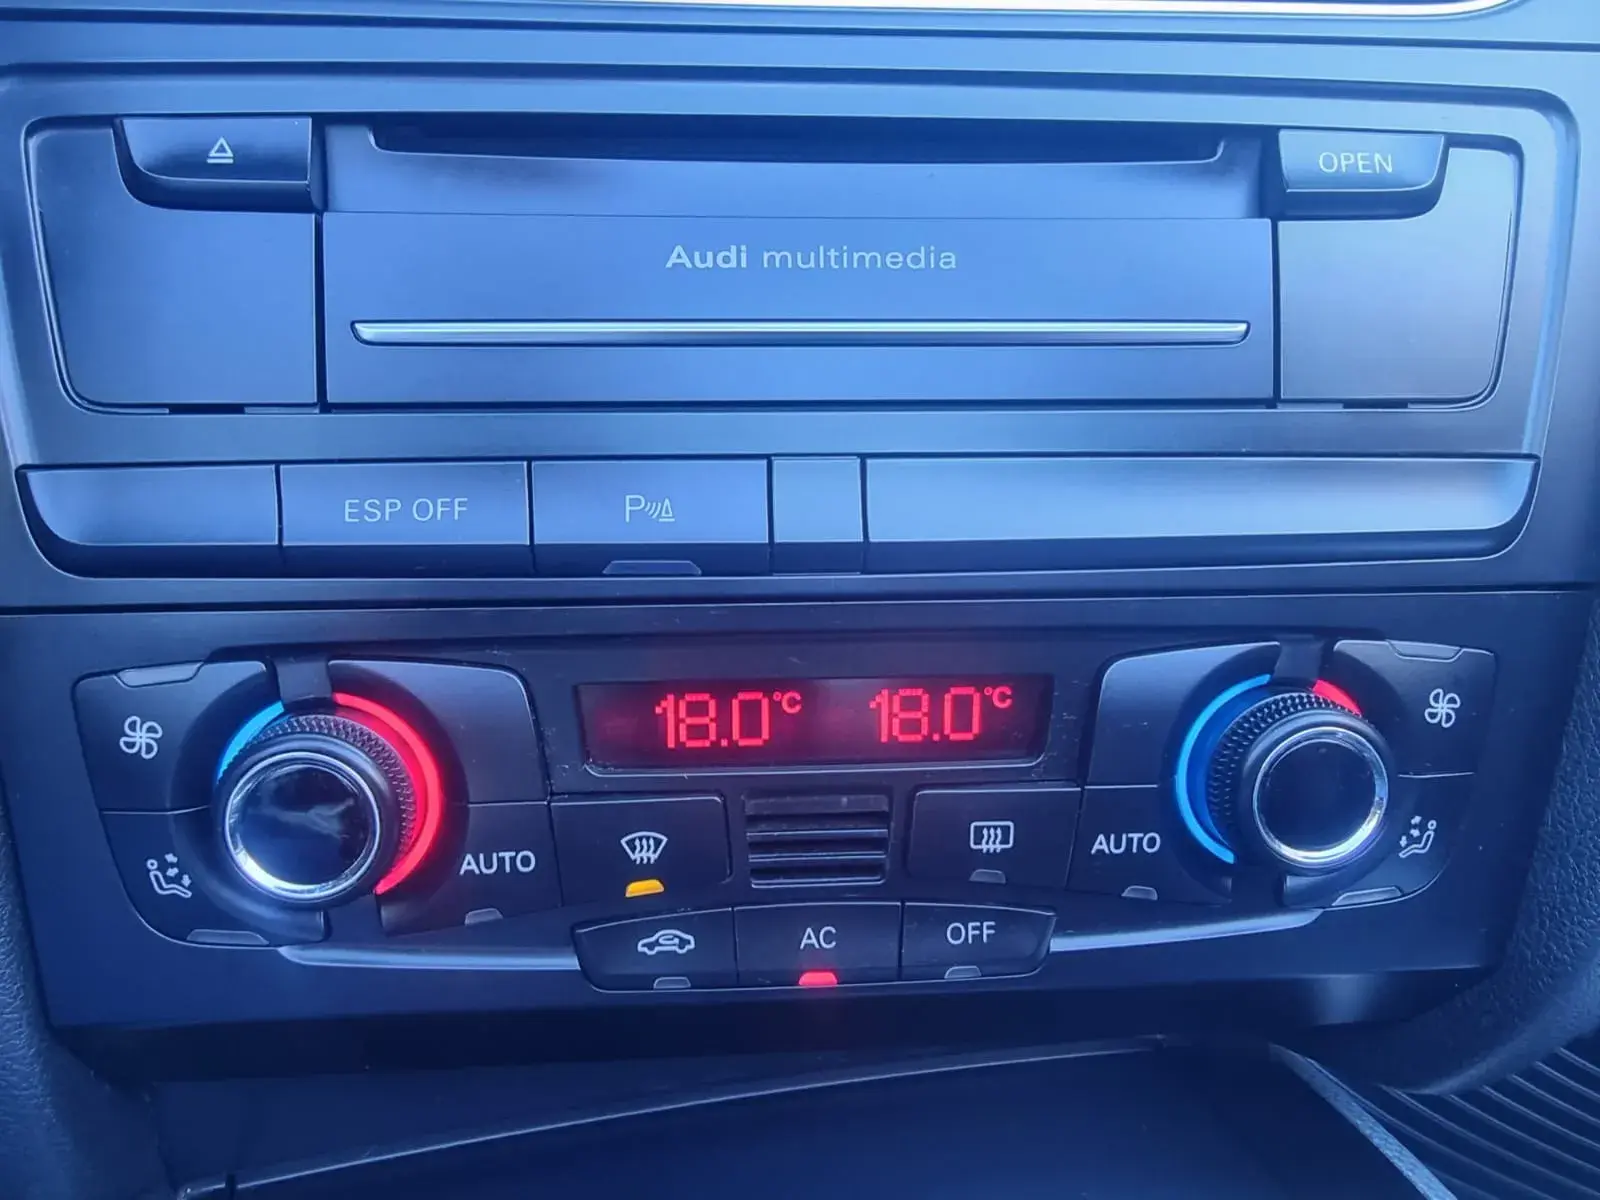 OPEN
Audi multimedia
ESP OFF
P
18.0°C 18.0°C
AUTO
AUTO
AC
OFF